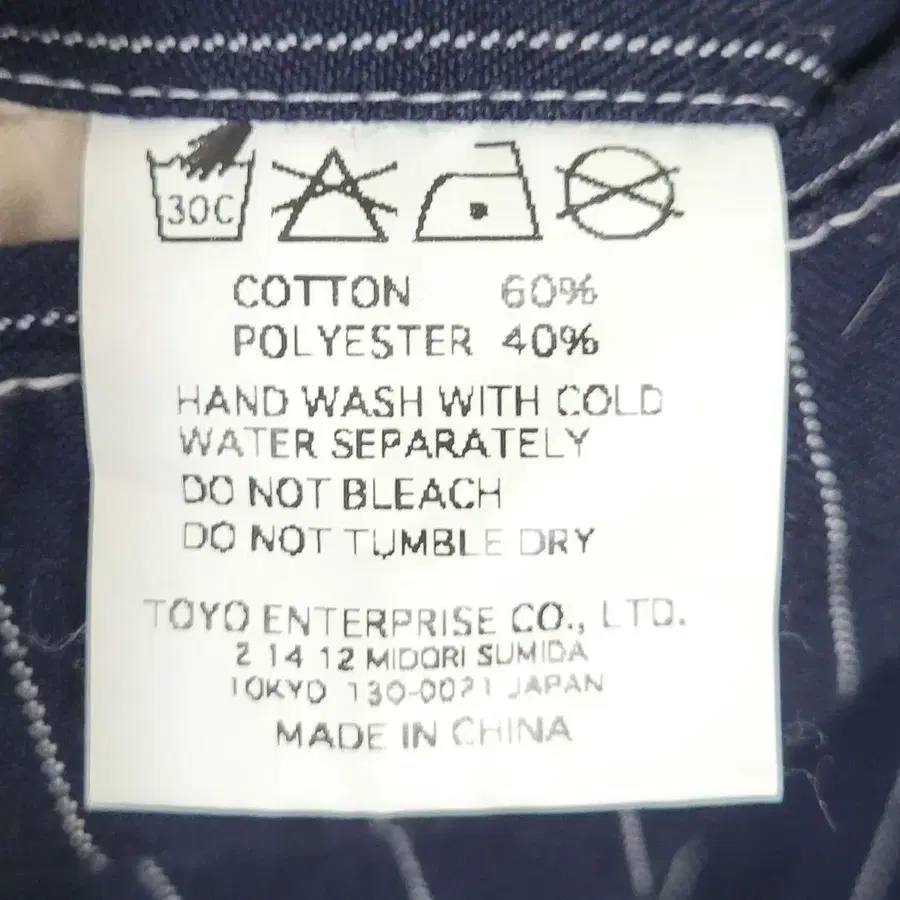 30C
COTTON 60%
POLYESTER 40%
HAND WASH WITH COLD
WATER SEPARATELY
DO NOT BLEACH
DO NOT TUMBLE DRY
TOYO ENTERPRISE CO., LTD.
2 14 12 MIDORI SUMIDA
TOKYO 130-0021 JAPAN
MADE IN CHINA